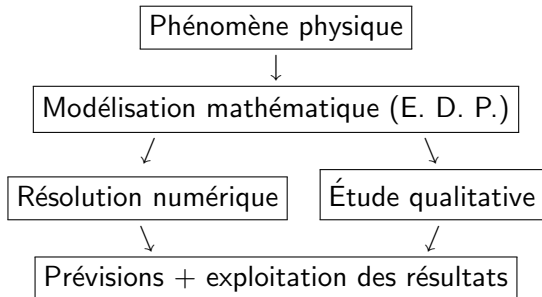 Phénomène physique
Modélisation mathématique (E. D. P.)
Résolution numérique
Étude qualitative
Prévisions + exploitation des résultats